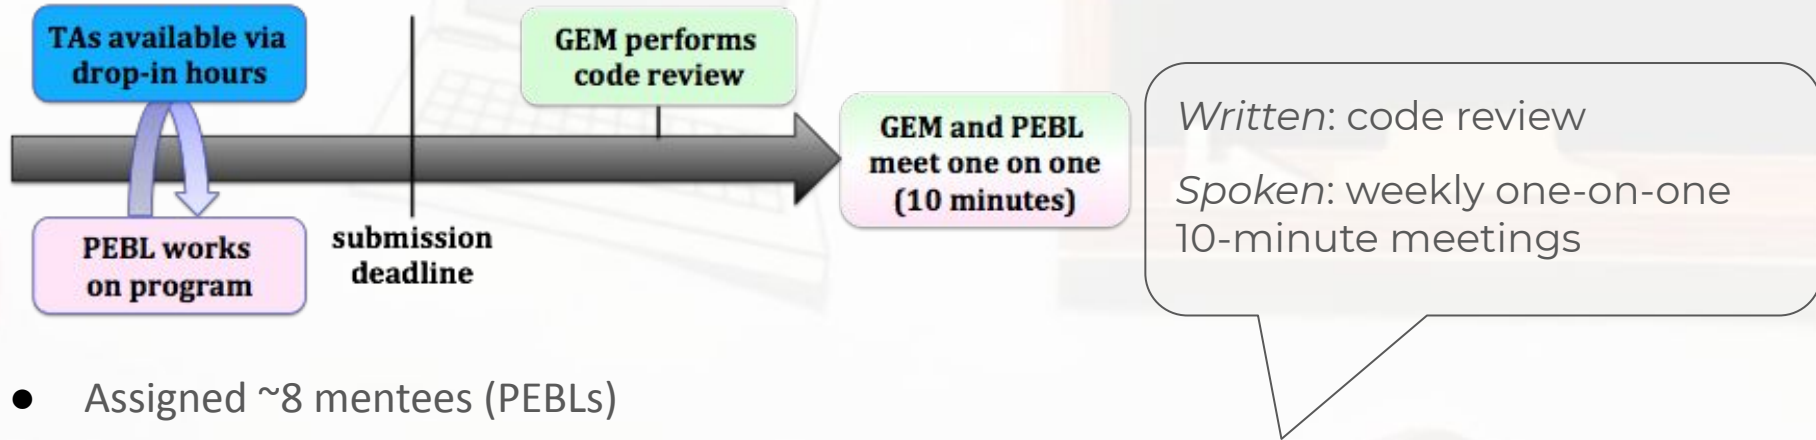 TAs available via
drop-in hours
GEM performs
code review
GEM and PEBL
meet one on one
(10 minutes)
PEBL works
on program
submission
deadline
Written: code review
Spoken: weekly one-on-one
10-minute meetings
● Assigned ~8 mentees (PEBLs)